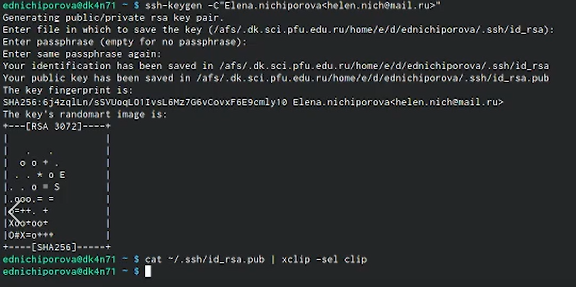 ednichiporova@dk4n71 ~ $ ssh-keygen -C"Elena.nichiporova<helen.nich@mail.ru>"
Generating public/private rsa key pair.
Enter file in which to save the key (/afs/.dk.sci.pfu.edu.ru/home/e/d/ednichiporova/.ssh/id_rsa):
Enter passphrase (empty for no passphrase):
Enter same passphrase again:
Your identification has been saved in /afs/.dk.sci.pfu.edu.ru/home/e/d/ednichiporova/.ssh/id_rsa
Your public key has been saved in /afs/.dk.sci.pfu.edu.ru/home/e/d/ednichiporova/.ssh/id_rsa.pub
The key fingerprint is:
SHA256:6j4zqlLn/sSVUoqLO1IvsL6Mz7G6vCovxF6E9cmly10 Elena.nichiporova<helen.nich@mail.ru>
The key's randomart image is:
+---[RSA 3072]----+
|                 |
|   .   .         |
|  o o + .        |
| . . * o E       |
|. . o = S        |
|.ooo.= =         |
|o=++. +          |
|Xoo+oo+          |
|O#X=o+++         |
+----[SHA256]-----+
ednichiporova@dk4n71 ~ $ cat ~/.ssh/id_rsa.pub | xclip -sel clip
ednichiporova@dk4n71 ~ $